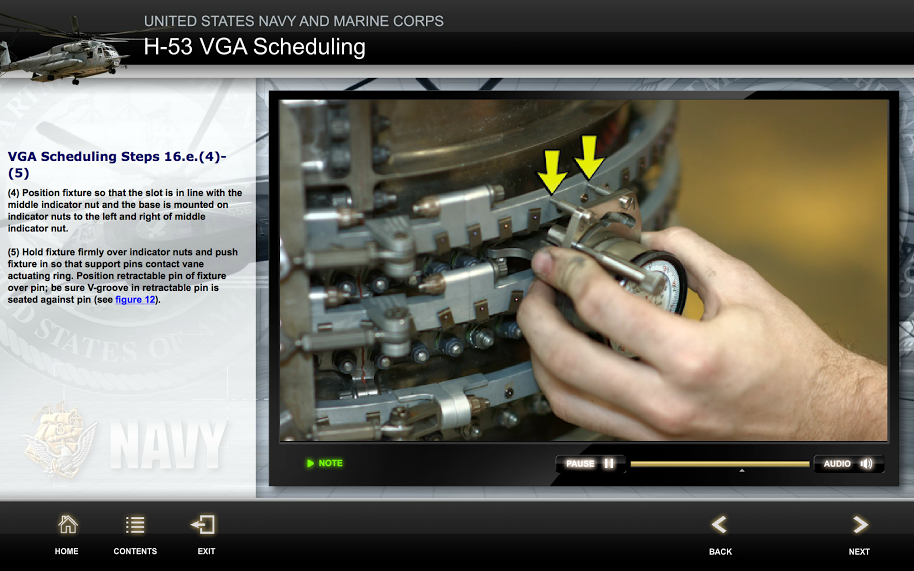 UNITED STATES NAVY AND MARINE CORPS
H-53 VGA Scheduling
VGA Scheduling Steps 16.e.(4)-
(5)
(4) Position fixture so that the slot is in line with the
middle indicator nut and the base is mounted on
indicator nuts to the left and right of middle
indicator nut.
(5) Hold fixture firmly over indicator nuts and push
fixture in so that support pins contact vane
actuating ring. Position retractable pin of fixture
over pin; be sure V-groove in retractable pin is
seated against pin (see figure 12).
NAVY
NOTE
PAUSE
AUDIO
HOME
CONTENTS
EXIT
BACK
NEXT